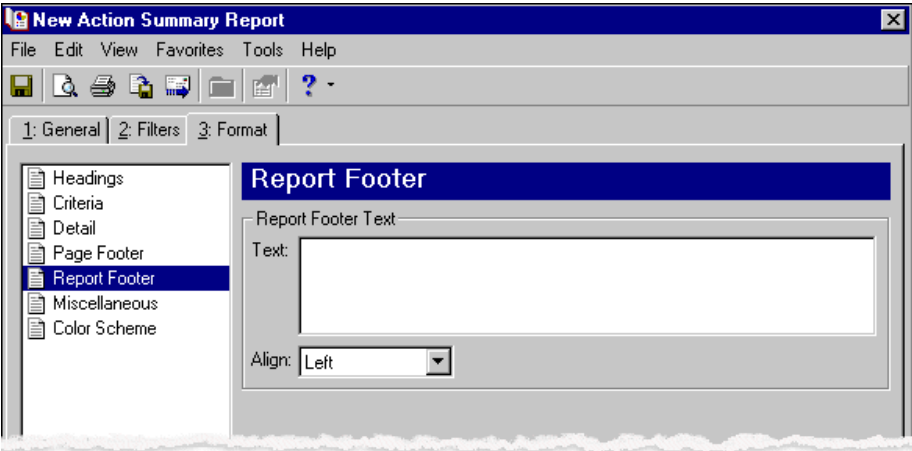 New Action Summary Report
File Edit View Favorites Tools Help
1: General 2: Filters 3: Format
Headings
Criteria
Detail
Page Footer
Report Footer
Miscellaneous
Color Scheme
Report Footer
Report Footer Text
Text:
Align: Left